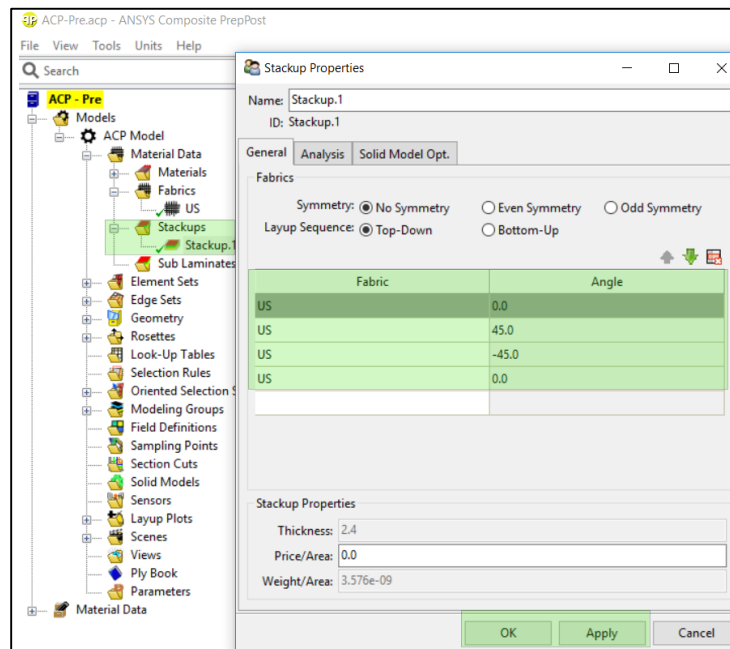 ACP-Pre.acp - ANSYS Composite PrepPost
File View Tools Units Help
Search
ACP - Pre
Models
ACP Model
Material Data
Materials
Fabrics
US
Stackups
Stackup.1
Sub Laminates
Element Sets
Edge Sets
Geometry
Rosettes
Look-Up Tables
Selection Rules
Oriented Selection S
Modeling Groups
Field Definitions
Sampling Points
Section Cuts
Solid Models
Sensors
Layup Plots
Scenes
Views
Ply Book
Parameters
Material Data
Stackup Properties
Name: Stackup.1
ID: Stackup.1
General Analysis Solid Model Opt.
Fabrics
Symmetry: No Symmetry Even Symmetry Odd Symmetry
Layup Sequence: Top-Down Bottom-Up
Fabric Angle
US 0.0
US 45.0
US -45.0
US 0.0
Stackup Properties
Thickness: 2.4
Price/Area: 0.0
Weight/Area: 3.576e-09
OK Apply Cancel